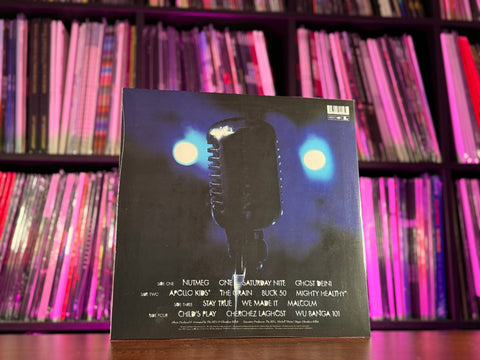 SIDE ONE NUTMEG ONE SATURDAY NITE GHOST DEINI
SIDE TWO APOLLO KIDS* THE GRAIN BUCK 50 MIGHTY HEALTHY*
SIDE THREE STAY TRUE WE MADE IT MALCOLM
SIDE FOUR CHILD'S PLAY CHERCHEZ LAGHOST WU BANGA 101